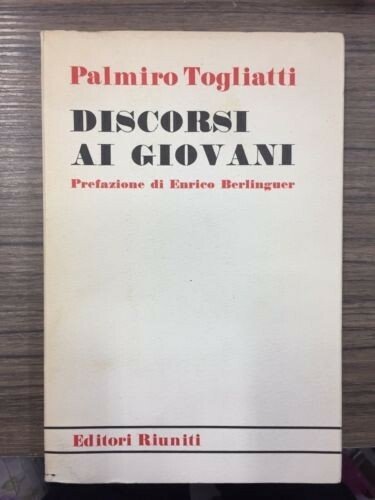 Palmiro Togliatti
DISCORSI
AI GIOVANI
Prefazione di Enrico Berlinguer
Editori Riuniti